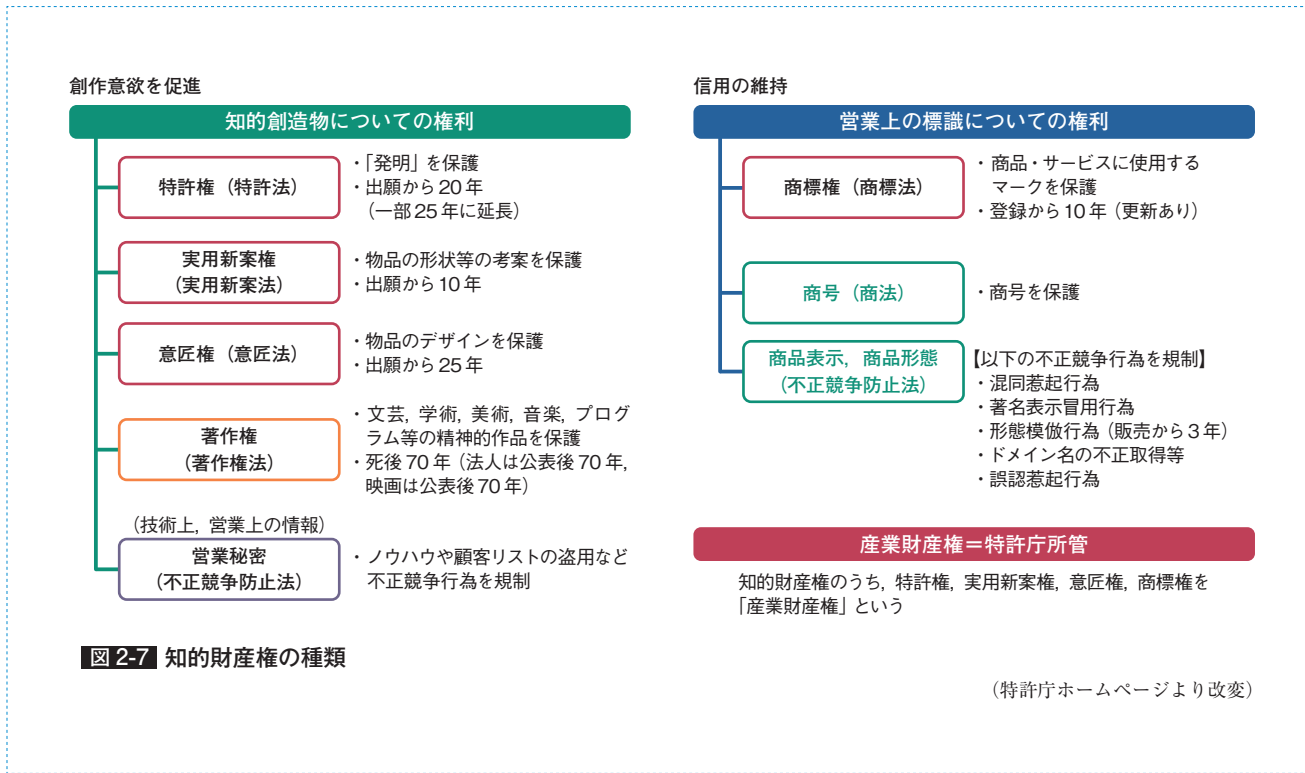 創作意欲を促進
知的創造物についての権利
特許権（特許法）
・「発明」を保護
・出願から20年
（一部25年に延長）
実用新案権
（実用新案法）
・物品の形状等の考案を保護
・出願から10年
意匠権（意匠法）
・物品のデザインを保護
・出願から25年
著作権
（著作権法）
・文芸，学術，美術，音楽，プログ
ラム等の精神的作品を保護
・死後70年（法人は公表後70年，
映画は公表後70年）
（技術上，営業上の情報）
営業秘密
（不正競争防止法）
・ノウハウや顧客リストの盗用など
不正競争行為を規制
信用の維持
営業上の標識についての権利
商標権（商標法）
・商品・サービスに使用する
マークを保護
・登録から10年（更新あり）
商号（商法）
・商号を保護
商品表示，商品形態
（不正競争防止法）
【以下の不正競争行為を規制】
・混同惹起行為
・著名表示冒用行為
・形態模倣行為（販売から3年）
・ドメイン名の不正取得等
・誤認惹起行為
産業財産権＝特許庁所管
知的財産権のうち，特許権，実用新案権，意匠権，商標権を
「産業財産権」という
図2-7 知的財産権の種類
（特許庁ホームページより改変）